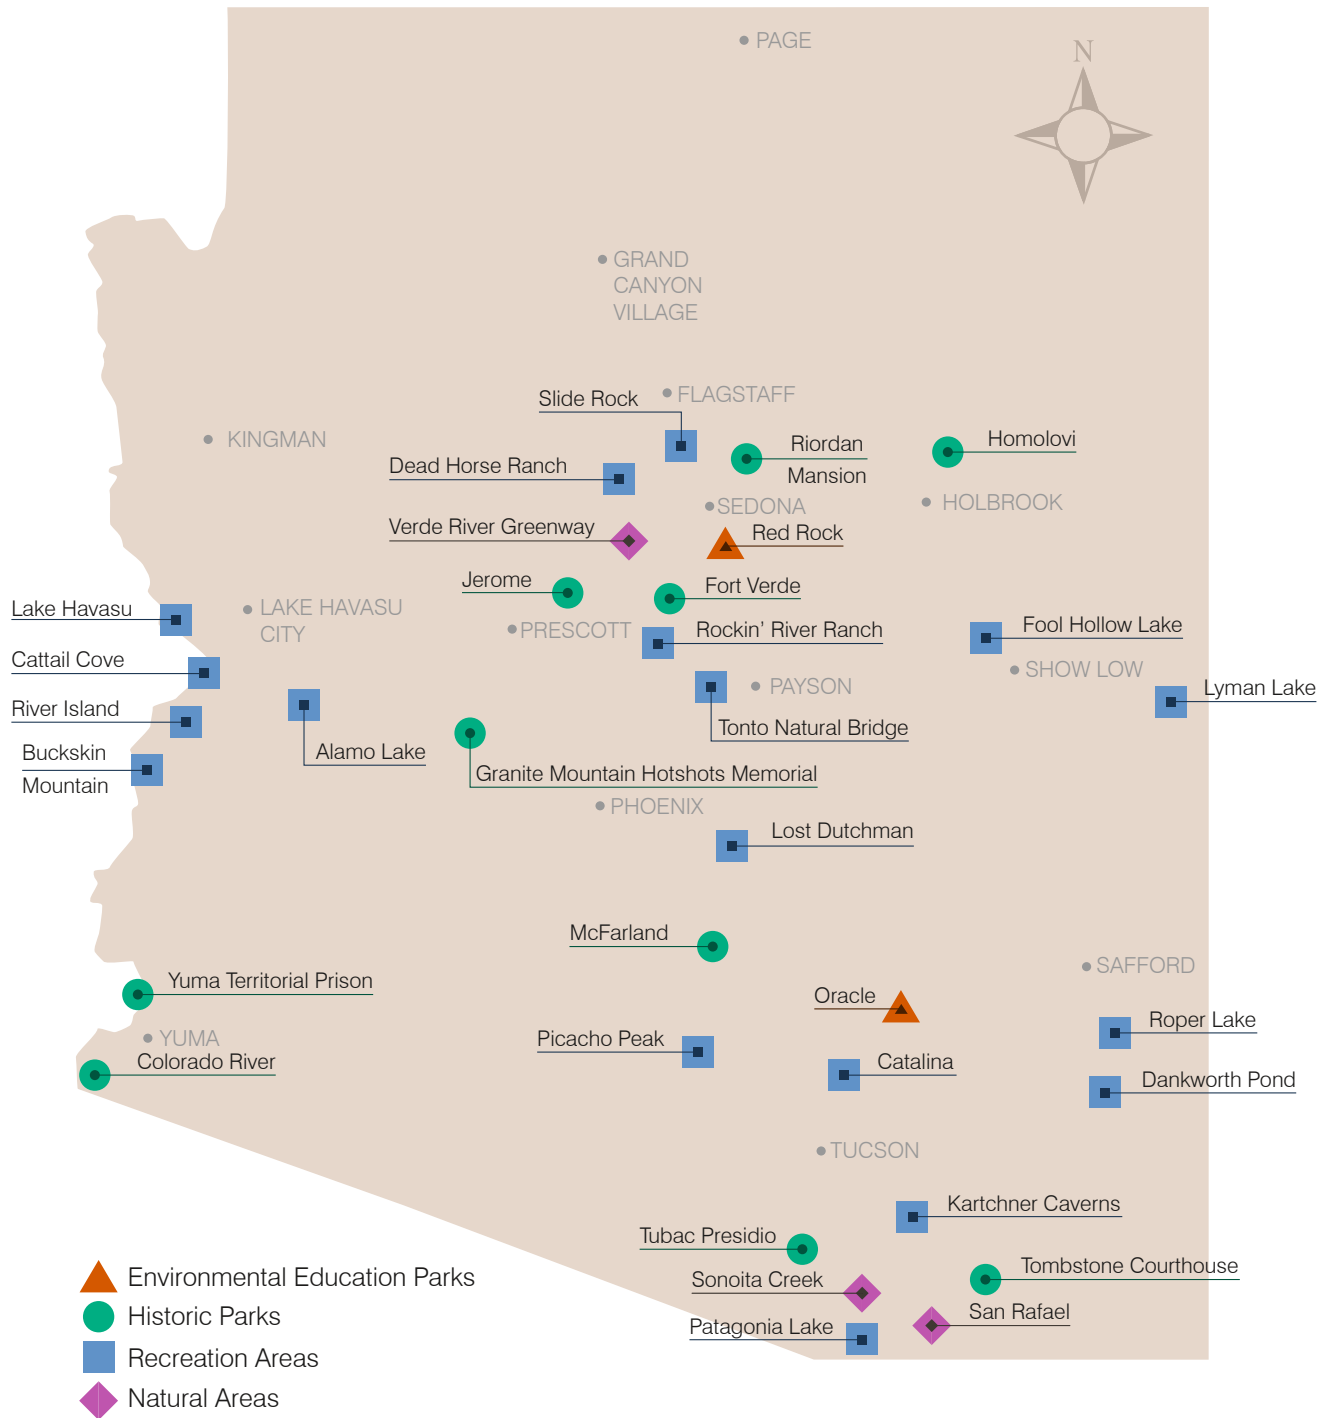 PAGE
N
GRAND
CANYON
VILLAGE
FLAGSTAFF
Slide Rock
KINGMAN
Riordan
Mansion
Homolovi
Dead Horse Ranch
SEDONA
HOLBROOK
Verde River Greenway
Red Rock
Jerome
Fort Verde
Lake Havasu
LAKE HAVASU
CITY
PRESCOTT
Rockin' River Ranch
Fool Hollow Lake
Cattail Cove
SHOW LOW
PAYSON
Lyman Lake
River Island
Tonto Natural Bridge
Buckskin
Mountain
Alamo Lake
Granite Mountain Hotshots Memorial
PHOENIX
Lost Dutchman
McFarland
SAFFORD
Yuma Territorial Prison
Oracle
Roper Lake
YUMA
Picacho Peak
Colorado River
Catalina
Dankworth Pond
TUCSON
Kartchner Caverns
Tubac Presidio
Tombstone Courthouse
Sonoita Creek
San Rafael
Patagonia Lake
Environmental Education Parks
Historic Parks
Recreation Areas
Natural Areas